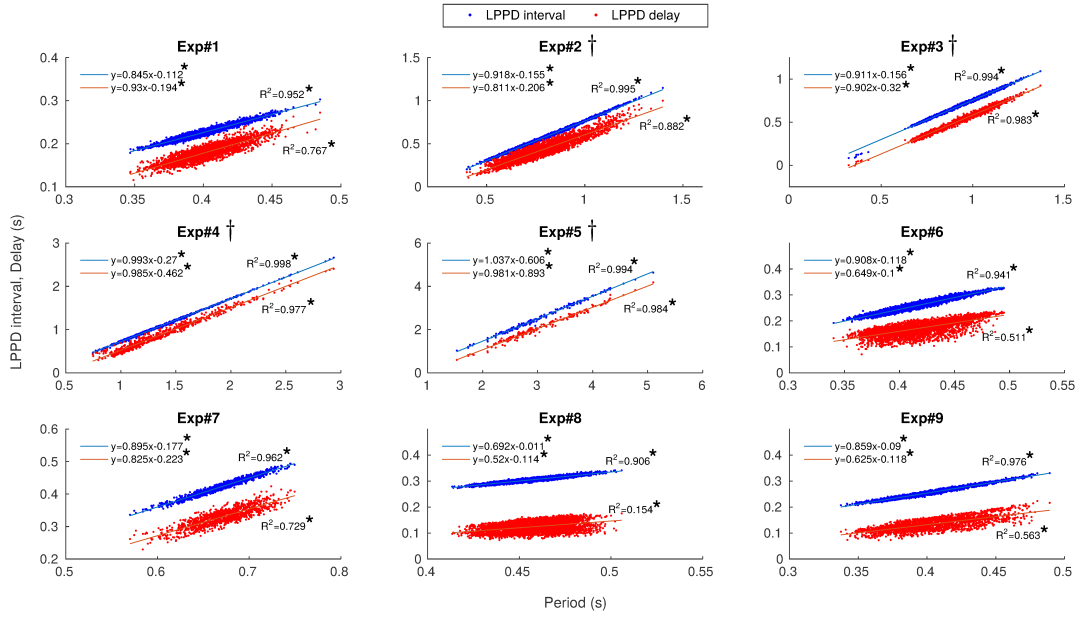 LPPD interval LPPD delay
Exp#1
y=0.845x-0.112*
y=0.93x-0.194*
R²=0.952*
R²=0.767*
0.4
0.3
0.2
0.1
0.3 0.35 0.4 0.45 0.5
Exp#2 †
y=0.918x-0.155*
y=0.811x-0.206*
R²=0.995*
R²=0.882*
1.5
1
0.5
0
0.5 1 1.5
Exp#3 †
y=0.911x-0.156*
y=0.902x-0.32*
R²=0.994*
R²=0.983*
1
0.5
0
0 0.5 1 1.5
LPPD interval, Delay (s)
Exp#4 †
y=0.993x-0.27*
y=0.985x-0.462*
R²=0.998*
R²=0.977*
3
2
1
0
0.5 1 1.5 2 2.5 3
Exp#5 †
y=1.037x-0.606*
y=0.981x-0.893*
R²=0.994*
R²=0.984*
6
4
2
0
1 2 3 4 5 6
Exp#6
y=0.908x-0.118*
y=0.649x-0.1*
R²=0.941*
R²=0.511*
0.4
0.3
0.2
0.1
0
0.3 0.35 0.4 0.45 0.5 0.55
Exp#7
y=0.895x-0.177*
y=0.825x-0.223*
R²=0.962*
R²=0.729*
0.6
0.5
0.4
0.3
0.2
0.5 0.6 0.7 0.8
Exp#8
y=0.692x-0.011*
y=0.52x-0.114*
R²=0.906*
R²=0.154*
0.4
0.3
0.2
0.1
0
0.4 0.45 0.5 0.55
Exp#9
y=0.859x-0.09*
y=0.625x-0.118*
R²=0.976*
R²=0.563*
0.4
0.3
0.2
0.1
0
0.3 0.35 0.4 0.45 0.5
Period (s)